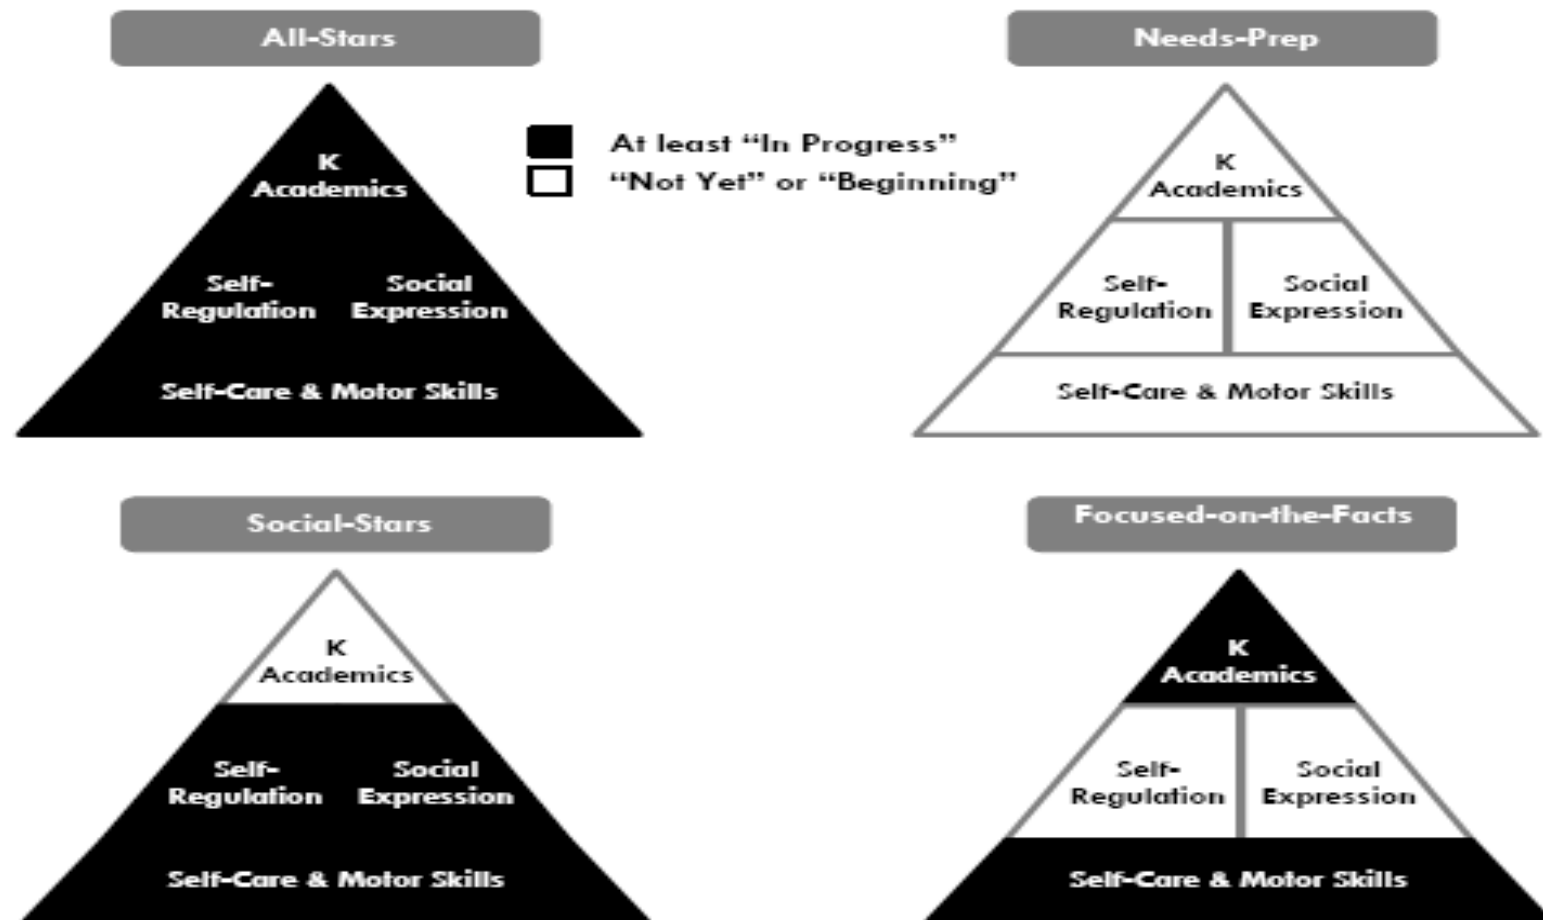 All-Stars
K
Academics
Self-
Regulation
Social
Expression
Self-Care & Motor Skills
At least “In Progress”
“Not Yet” or “Beginning”
Needs-Prep
K
Academics
Self-
Regulation
Social
Expression
Self-Care & Motor Skills
Social-Stars
K
Academics
Self-
Regulation
Social
Expression
Self-Care & Motor Skills
Focused-on-the-Facts
K
Academics
Self-
Regulation
Social
Expression
Self-Care & Motor Skills